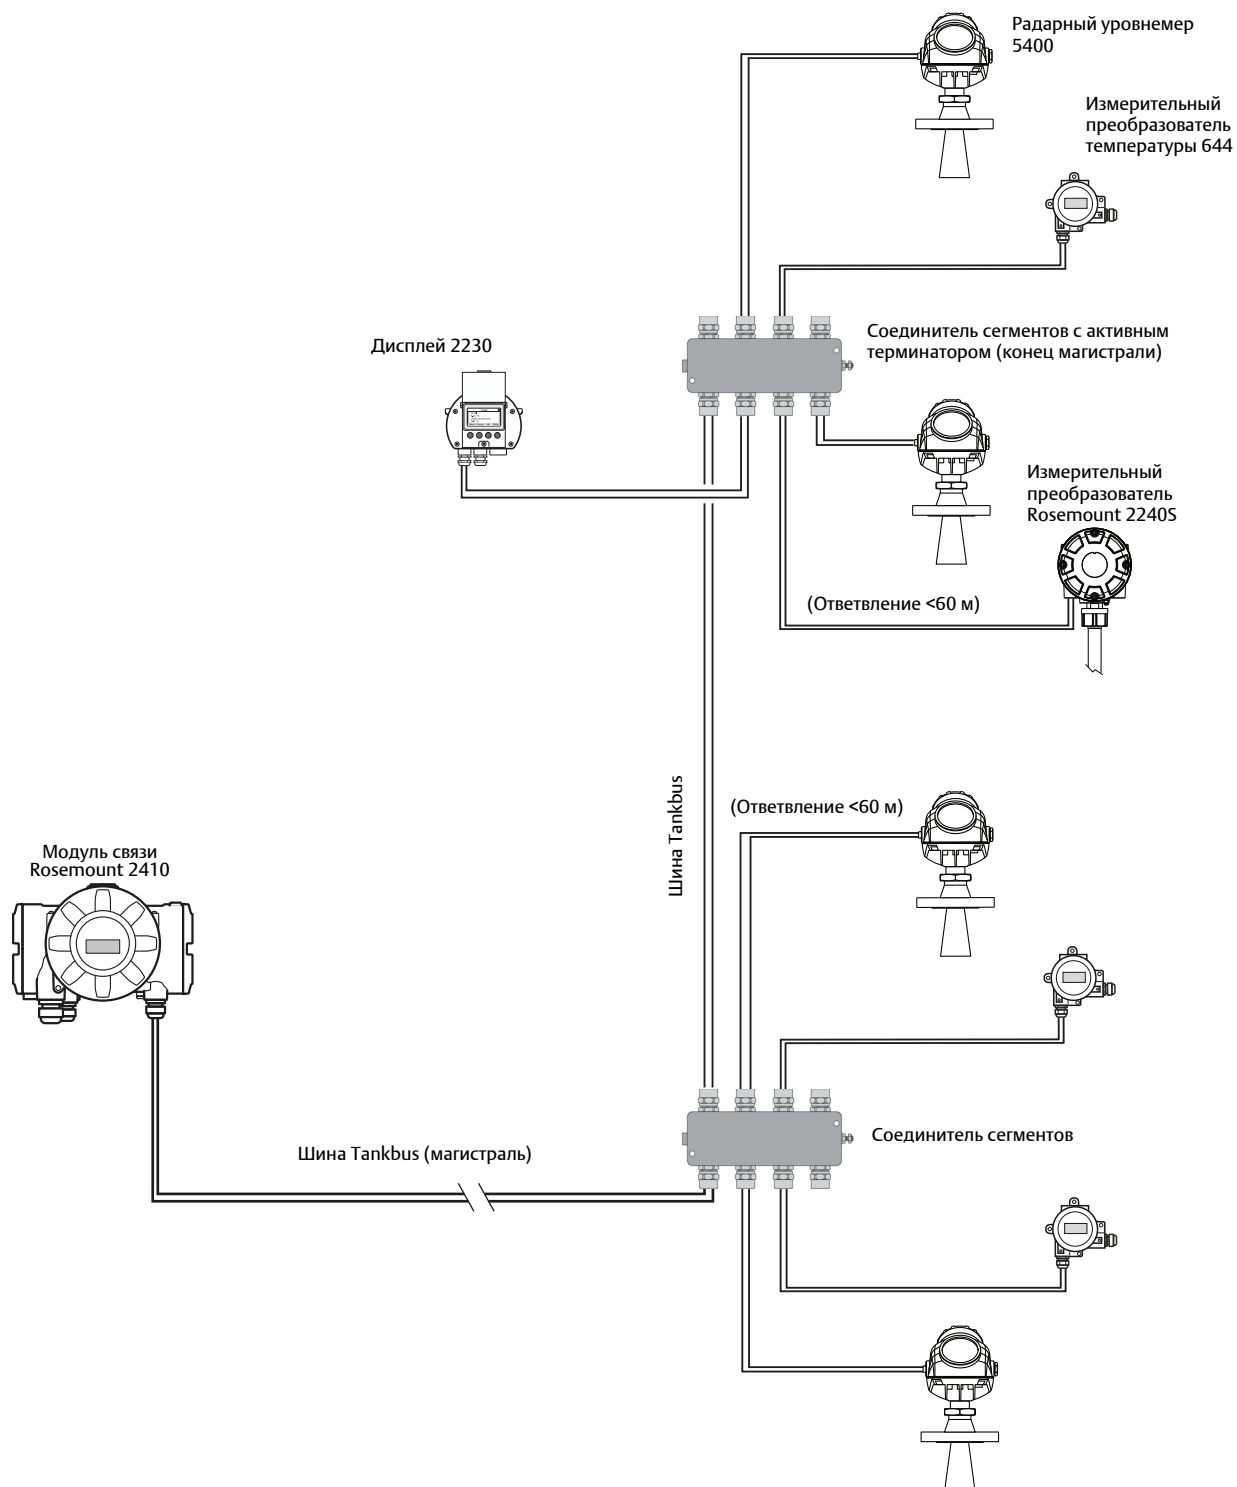 Радарный уровнемер
5400
Измерительный
преобразователь
температуры 644
Соединитель сегментов с активным
терминатором (конец магистрали)
Дисплей 2230
Измерительный
преобразователь
Rosemount 2240S
(Ответвление <60 м)
Шина Tankbus
(Ответвление <60 м)
Модуль связи
Rosemount 2410
Соединитель сегментов
Шина Tankbus (магистраль)